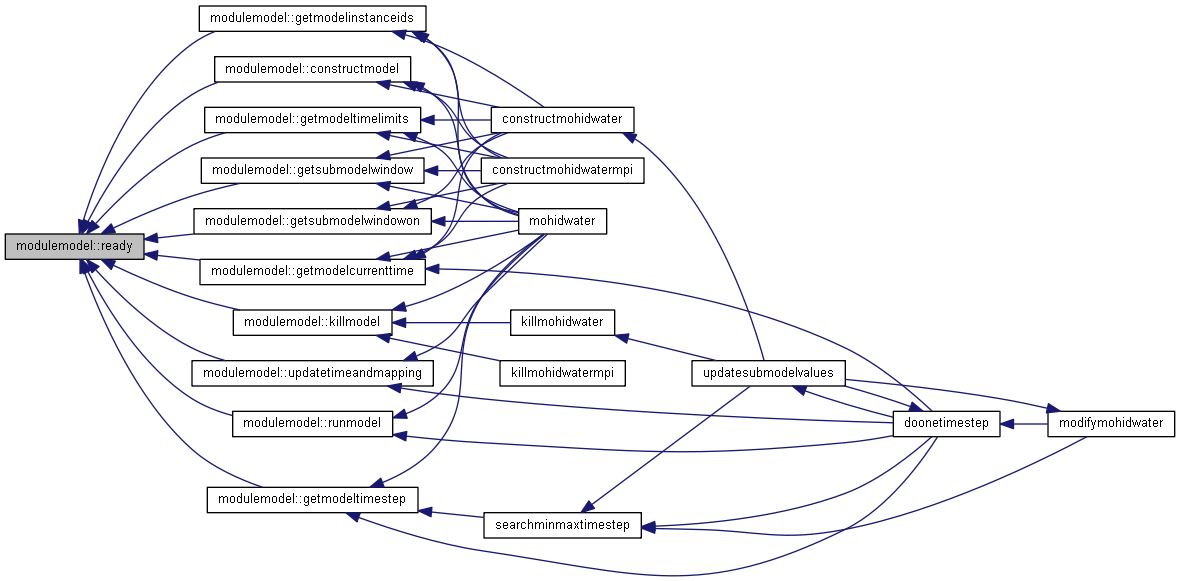 modulemodel::getmodelinstanceids
modulemodel::constructmodel
modulemodel::getmodeltimelimits
constructmohidwater
modulemodel::getsubmodelwindow
constructmohidwatermpi
modulemodel::getsubmodelwindowon
mohidwater
modulemodel::ready
modulemodel::getmodelcurrenttime
modulemodel::killmodel
killmohidwater
modulemodel::updatetimeandmapping
killmohidwatermpi
updatesubmodelvalues
modulemodel::runmodel
doonetimestep
modifymohidwater
modulemodel::getmodeltimestep
searchminmaxtimestep